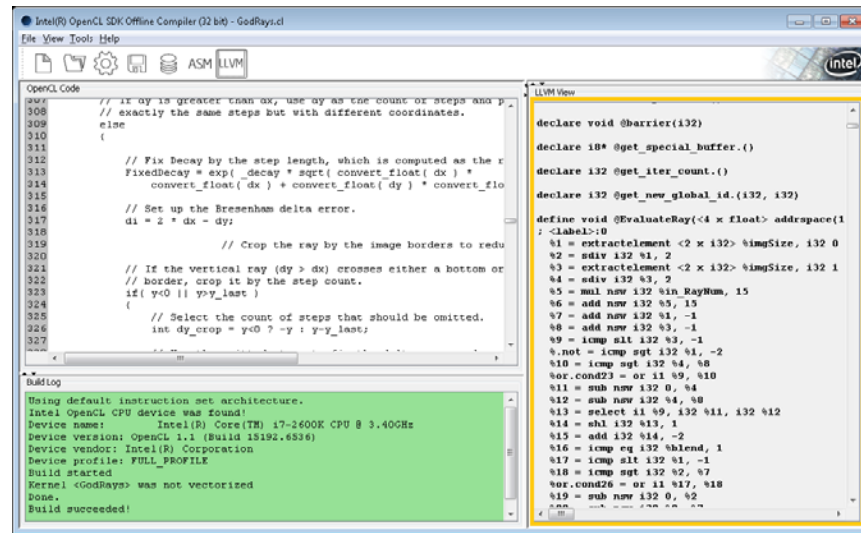 Intel(R) OpenCL SDK Offline Compiler (32 bit) - GodRays.cl
File View Tools Help
ASM LLVM
intel
OpenCL Code
307 // If dy is greater than dx, use dy as the count of steps and p
308 // exactly the same steps but with different coordinates.
309 else
310 {
311
312 // Fix Decay by the step length, which is computed as the r
313 FixedDecay = exp( _decay * sqrt( convert_float( dx ) *
314 convert_float( dx ) + convert_float( dy ) * convert_flo
315
316 // Set up the Bresenham delta error.
317 di = 2 * dx - dy;
318
319 // Crop the ray by the image borders to redu
320
321 // If the vertical ray (dy > dx) crosses either a bottom or
322 // border, crop it by the step count.
323 if( y<0 || y>y_last )
324 {
325 // Select the count of steps that should be omitted.
326 int dy_crop = y<0 ? -y : y-y_last;
327
Build Log
Using default instruction set architecture.
Intel OpenCL CPU device was found!
Device name: Intel(R) Core(TM) i7-2600K CPU @ 3.40GHz
Device version: OpenCL 1.1 (Build 15192.6536)
Device vendor: Intel(R) Corporation
Device profile: FULL_PROFILE
Build started
Kernel <GodRays> was not vectorized
Done.
Build succeeded!
LLVM View
declare void @barrier(i32)
declare i8* @get_special_buffer.()
declare i32 @get_iter_count.()
declare i32 @get_new_global_id.(i32, i32)
define void @EvaluateRay(<4 x float> addrspace(1
; <label>:0
%1 = extractelement <2 x i32> %imgSize, i32 0
%2 = sdiv i32 %1, 2
%3 = extractelement <2 x i32> %imgSize, i32 1
%4 = sdiv i32 %3, 2
%5 = mul nsw i32 %in_RayNum, 15
%6 = add nsw i32 %5, 15
%7 = add nsw i32 %1, -1
%8 = add nsw i32 %3, -1
%9 = icmp slt i32 %3, -1
%.not = icmp sgt i32 %1, -2
%10 = icmp sgt i32 %4, %8
%or.cond23 = or i1 %9, %10
%11 = sub nsw i32 0, %4
%12 = sub nsw i32 %4, %8
%13 = select i1 %9, i32 %11, i32 %12
%14 = shl i32 %13, 1
%15 = add i32 %14, -2
%16 = icmp eq i32 %blend, 1
%17 = icmp slt i32 %1, -1
%18 = icmp sgt i32 %2, %7
%or.cond26 = or i1 %17, %18
%19 = sub nsw i32 0, %2